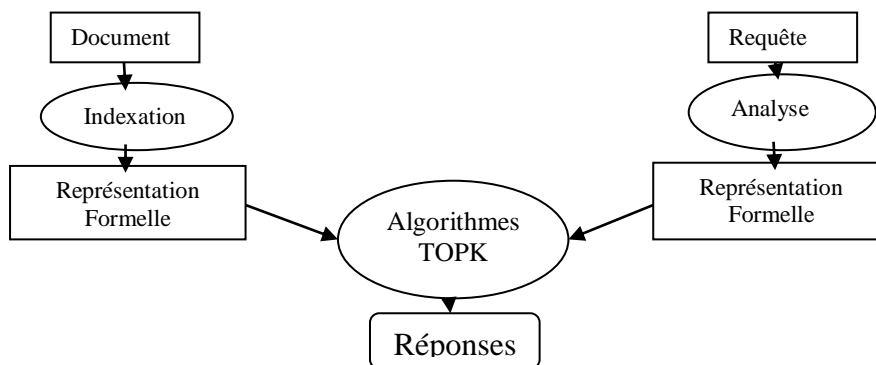 Document
Requête
Indexation
Analyse
Représentation
Formelle
Représentation
Formelle
Algorithmes
TOPK
Réponses